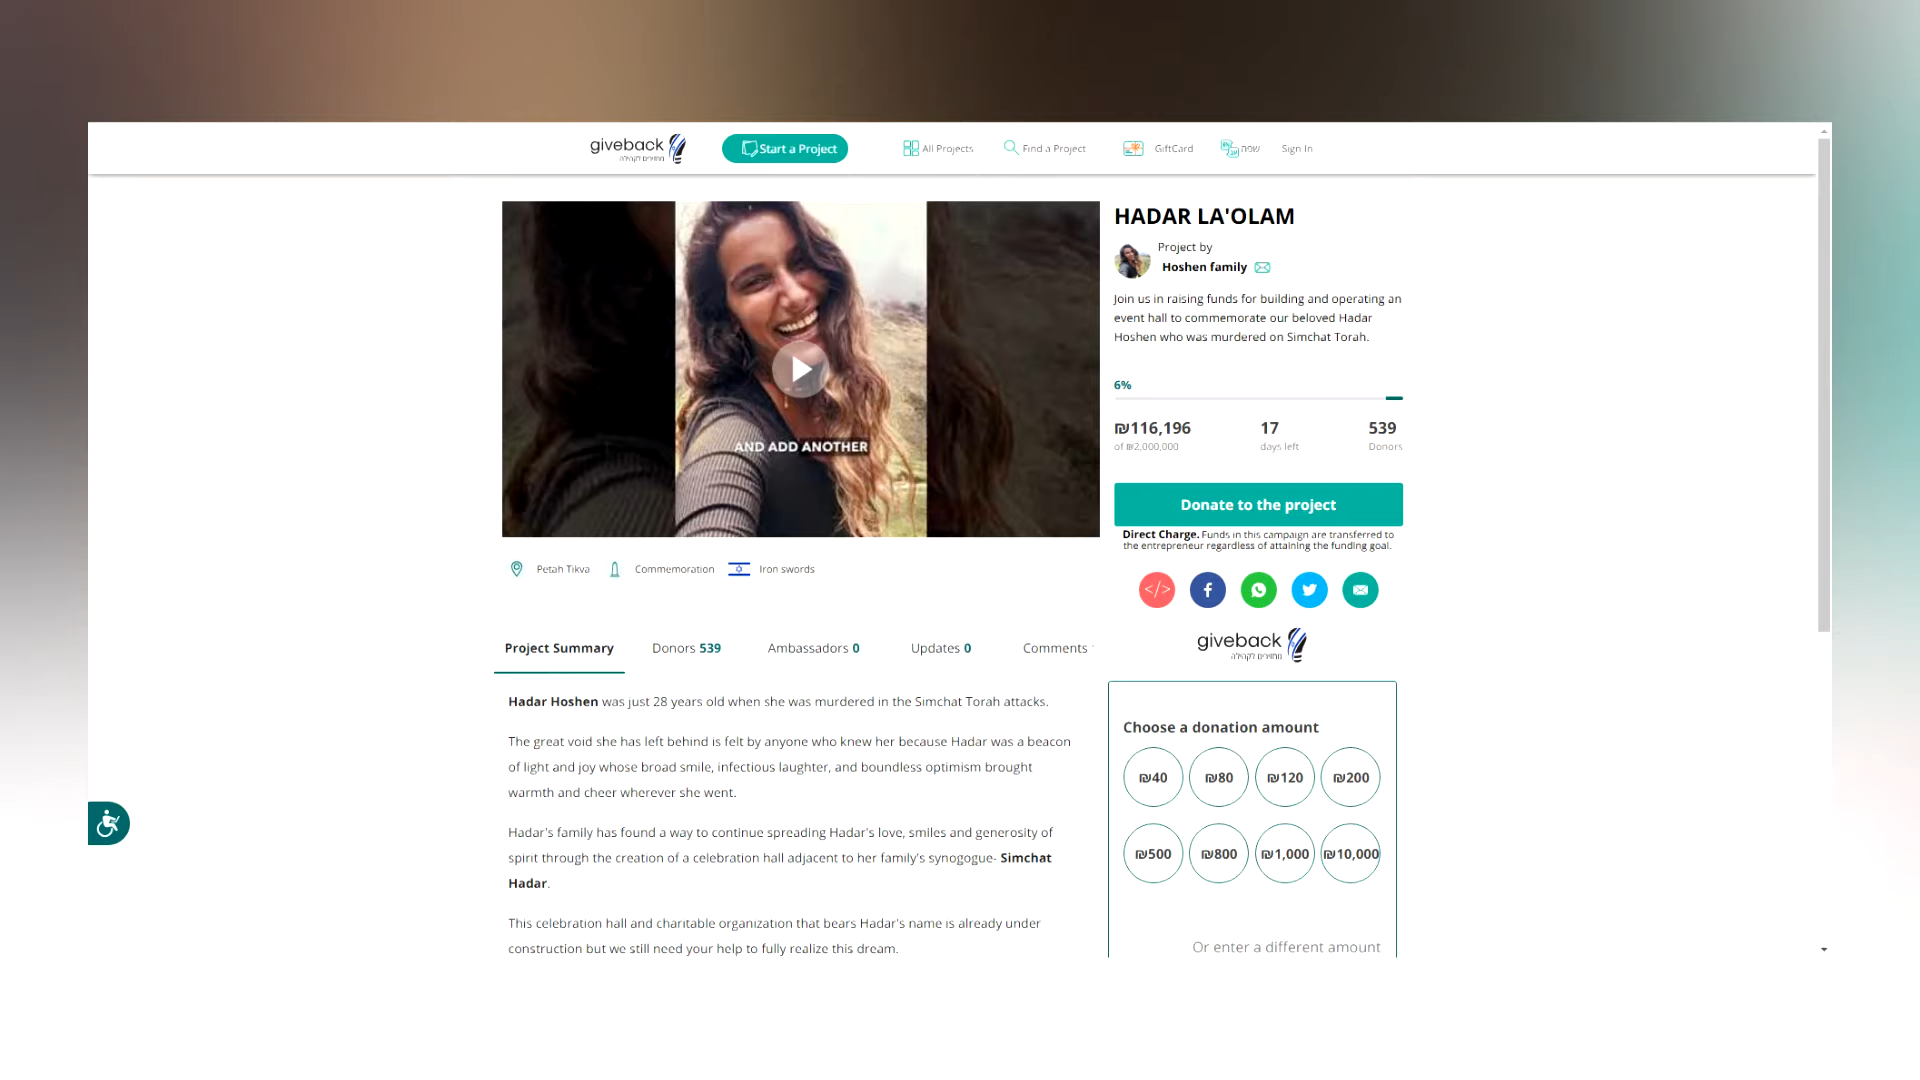 giveback
מחזירים לקהילה
Start a Project
All Projects
Find a Project
GiftCard
שפה
Sign In
AND ADD ANOTHER
HADAR LA'OLAM
Project by
Hoshen family
Join us in raising funds for building and operating an
event hall to commemorate our beloved Hadar
Hoshen who was murdered on Simchat Torah.
6%
₪116,196
of ₪2,000,000
17
days left
539
Donors
Donate to the project
Direct Charge. Funds in this campaign are transferred to
the entrepreneur regardless of attaining the funding goal.
Petah Tikva
Commemoration
Iron swords
giveback
מחזירים לקהילה
Project Summary
Donors 539
Ambassadors 0
Updates 0
Comments
Hadar Hoshen was just 28 years old when she was murdered in the Simchat Torah attacks.
The great void she has left behind is felt by anyone who knew her because Hadar was a beacon
of light and joy whose broad smile, infectious laughter, and boundless optimism brought
warmth and cheer wherever she went.
Hadar's family has found a way to continue spreading Hadar's love, smiles and generosity of
spirit through the creation of a celebration hall adjacent to her family's synogogue- Simchat
Hadar.
This celebration hall and charitable organization that bears Hadar's name is already under
construction but we still need your help to fully realize this dream.
Choose a donation amount
₪40
₪80
₪120
₪200
₪500
₪800
₪1,000
₪10,000
Or enter a different amount